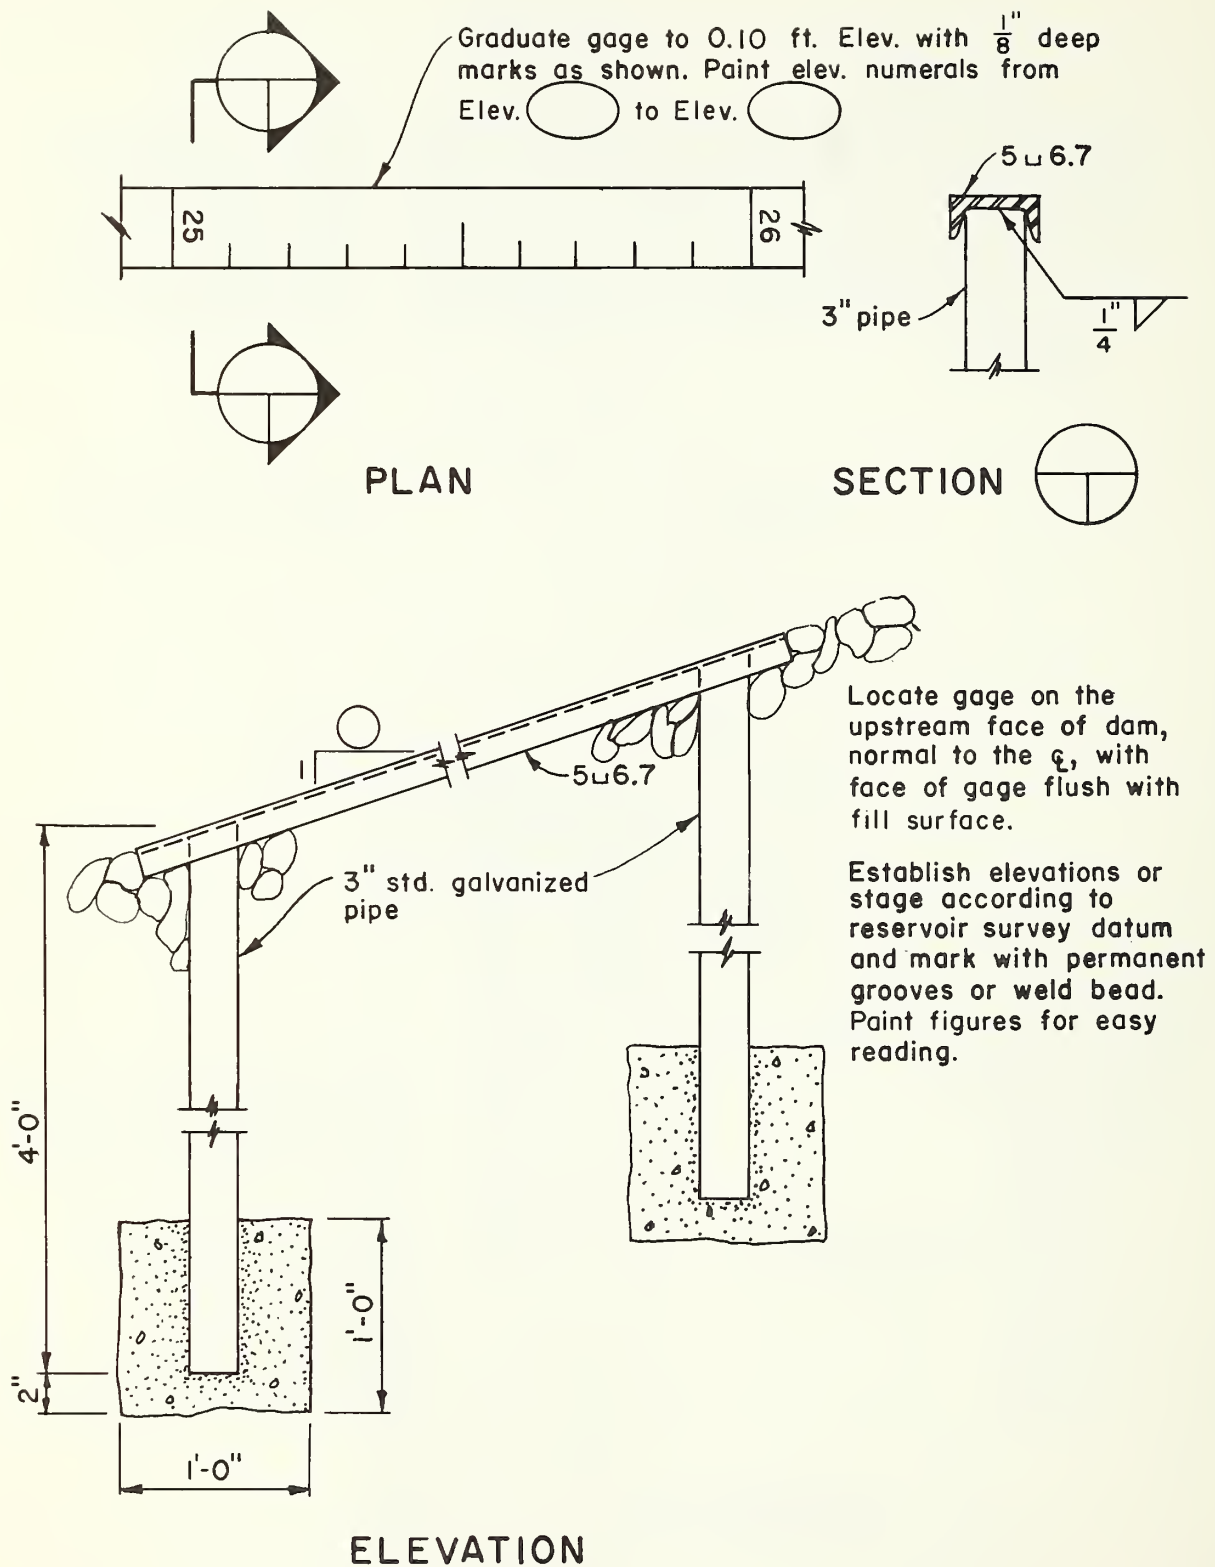 Graduate gage to 0.10 ft. Elev. with 1/8" deep
marks as shown. Paint elev. numerals from
Elev. to Elev.
25
26
5⊔6.7
3" pipe
1/4"
PLAN
SECTION
1
5⊔6.7
3" std. galvanized
pipe
Locate gage on the
upstream face of dam,
normal to the ℄, with
face of gage flush with
fill surface.
Establish elevations or
stage according to
reservoir survey datum
and mark with permanent
grooves or weld bead.
Paint figures for easy
reading.
4'-0"
1'-0"
2"
1'-0"
ELEVATION